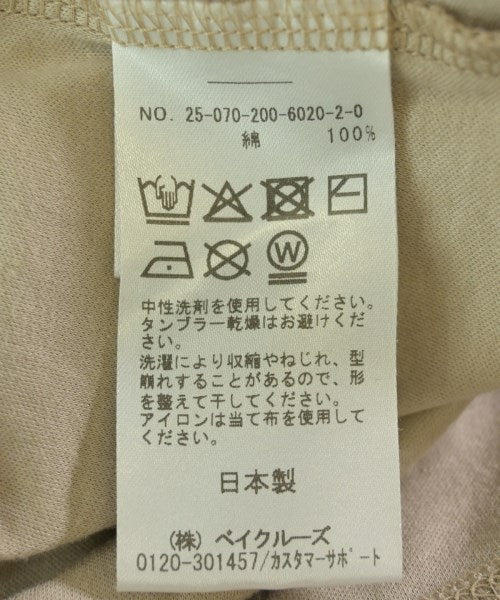 NO. 25-070-200-6020-2-0
綿 100%
W
中性洗剤を使用してください。
タンブラー乾燥はお避けくだ
さい。
洗濯により収縮やねじれ、型
崩れすることがあるので、形
を整えて干してください。
アイロンは当て布を使用して
ください。
日本製
(株) ベイクルーズ
0120-301457/カスタマーサポート